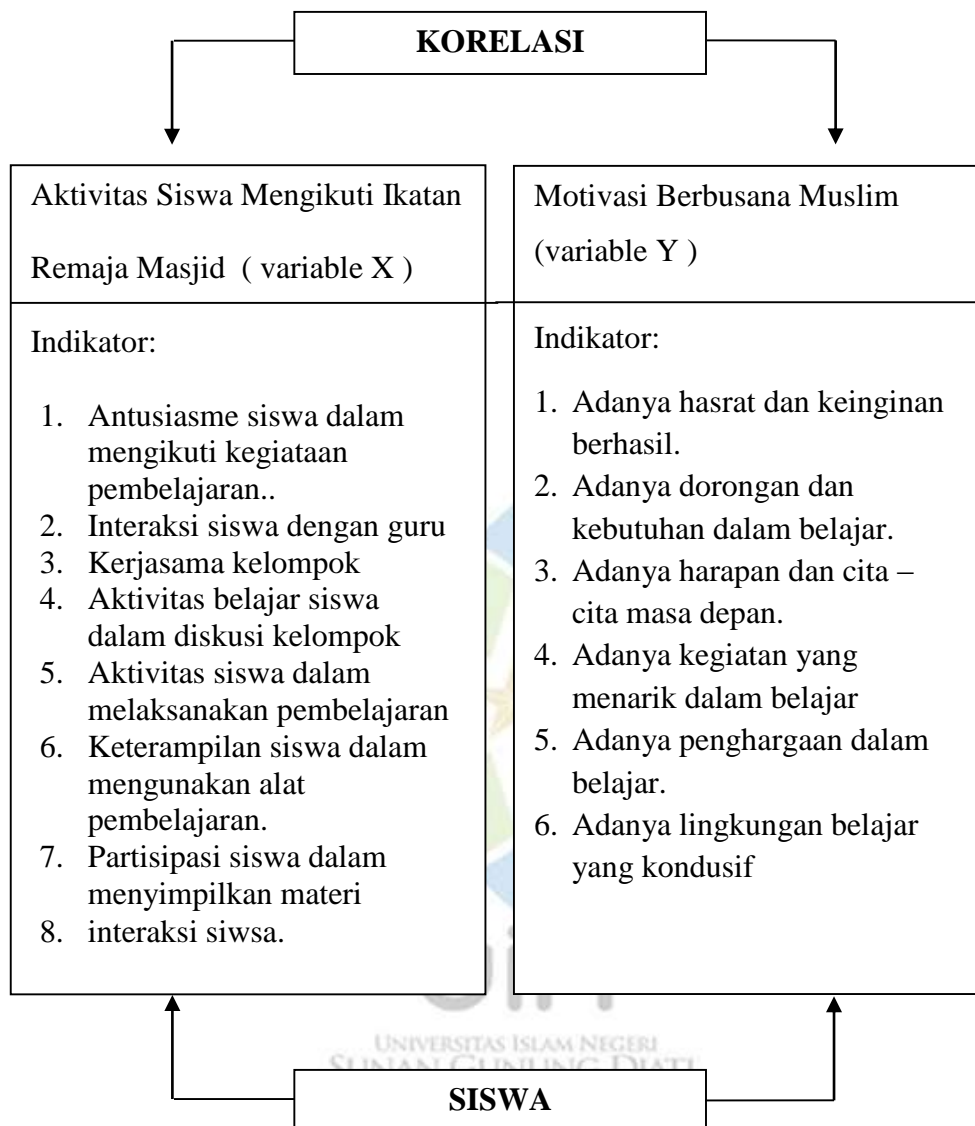 KORELASI
Aktivitas Siswa Mengikuti Ikatan
Remaja Masjid ( variable X )
Indikator:
1. Antusiasme siswa dalam
mengikuti kegiataan
pembelajaran..
2. Interaksi siswa dengan guru
3. Kerjasama kelompok
4. Aktivitas belajar siswa
dalam diskusi kelompok
5. Aktivitas siswa dalam
melaksanakan pembelajaran
6. Keterampilan siswa dalam
mengunakan alat
pembelajaran.
7. Partisipasi siswa dalam
menyimpilkan materi
8. interaksi siwsa.
Motivasi Berbusana Muslim
(variable Y )
Indikator:
1. Adanya hasrat dan keinginan
berhasil.
2. Adanya dorongan dan
kebutuhan dalam belajar.
3. Adanya harapan dan cita –
cita masa depan.
4. Adanya kegiatan yang
menarik dalam belajar
5. Adanya penghargaan dalam
belajar.
6. Adanya lingkungan belajar
yang kondusif
UNIVERSITAS ISLAM NEGERI
SUNAN GUNUNG DJATI
SISWA